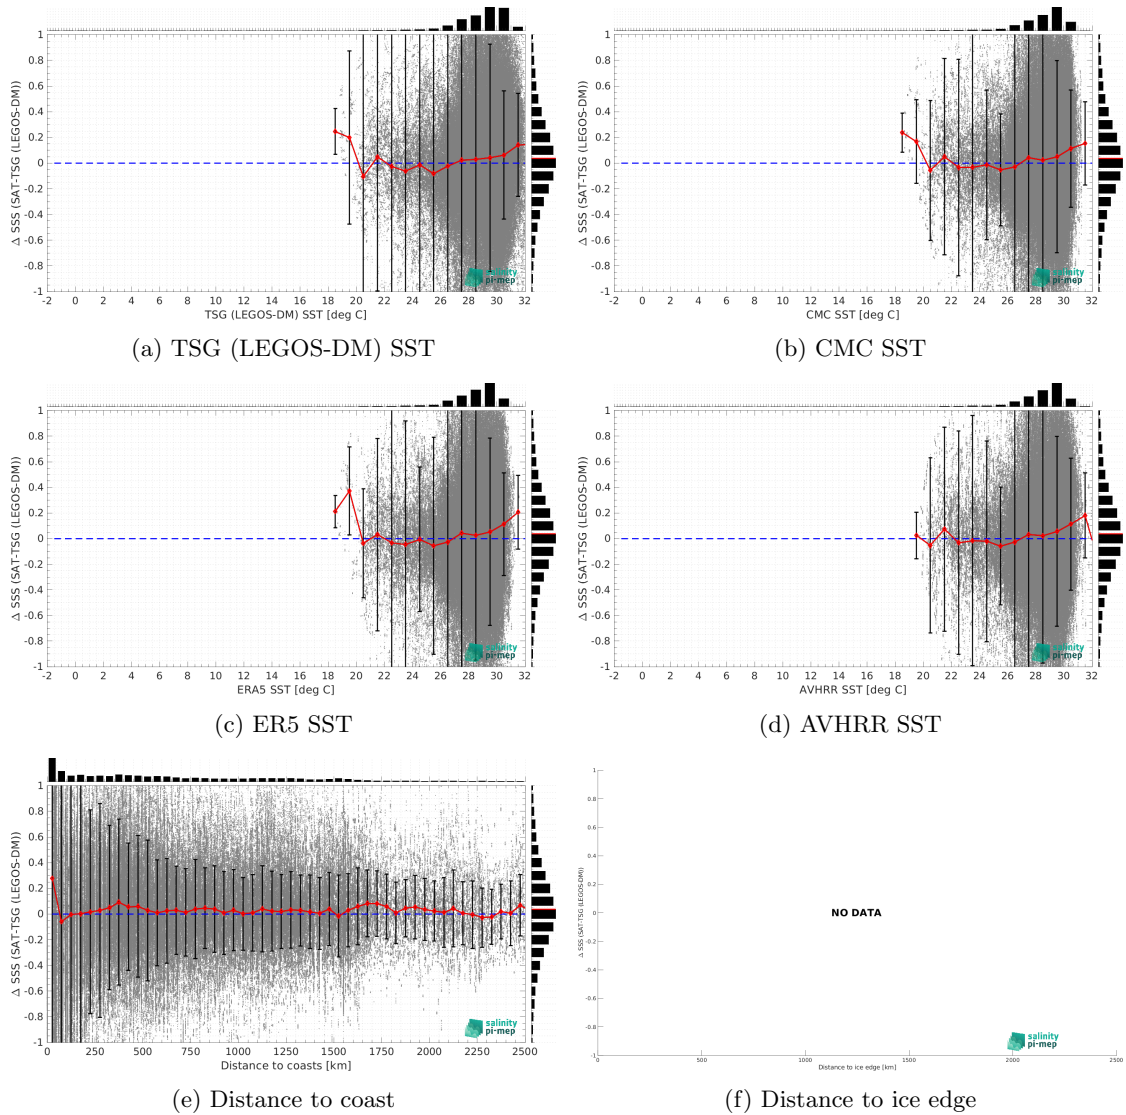 1
0.8
0.6
0.4
0.2
0
-0.2
-0.4
-0.6
-0.8
-1
Δ SSS (SAT-TSG (LEGOS-DM))
-2 0 2 4 6 8 10 12 14 16 18 20 22 24 26 28 30 32
TSG (LEGOS-DM) SST [deg C]
salinity
pi-mep
(a) TSG (LEGOS-DM) SST
1
0.8
0.6
0.4
0.2
0
-0.2
-0.4
-0.6
-0.8
-1
Δ SSS (SAT-TSG (LEGOS-DM))
-2 0 2 4 6 8 10 12 14 16 18 20 22 24 26 28 30 32
CMC SST [deg C]
salinity
pi-mep
(b) CMC SST
1
0.8
0.6
0.4
0.2
0
-0.2
-0.4
-0.6
-0.8
-1
Δ SSS (SAT-TSG (LEGOS-DM))
-2 0 2 4 6 8 10 12 14 16 18 20 22 24 26 28 30 32
ERA5 SST [deg C]
salinity
pi-mep
(c) ER5 SST
1
0.8
0.6
0.4
0.2
0
-0.2
-0.4
-0.6
-0.8
-1
Δ SSS (SAT-TSG (LEGOS-DM))
-2 0 2 4 6 8 10 12 14 16 18 20 22 24 26 28 30 32
AVHRR SST [deg C]
salinity
pi-mep
(d) AVHRR SST
1
0.8
0.6
0.4
0.2
0
-0.2
-0.4
-0.6
-0.8
-1
Δ SSS (SAT-TSG (LEGOS-DM))
0 250 500 750 1000 1250 1500 1750 2000 2250 2500
Distance to coasts [km]
salinity
pi-mep
(e) Distance to coast
1
0.8
0.6
0.4
0.2
0
-0.2
-0.4
-0.6
-0.8
-1
Δ SSS (SAT-TSG (LEGOS-DM))
NO DATA
0 500 1000 1500 2000 2500
Distance to ice edge [km]
salinity
pi-mep
(f) Distance to ice edge